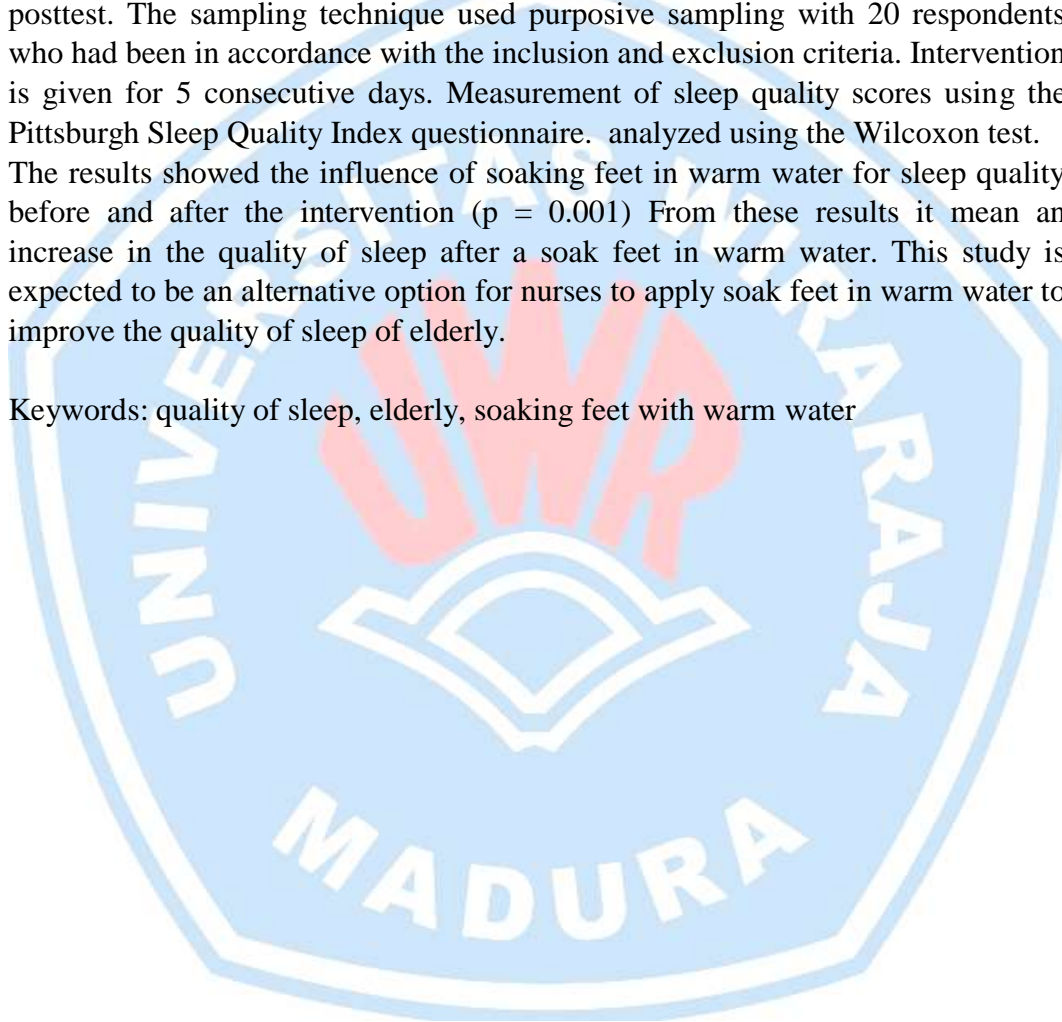 posttest. The sampling technique used purposive sampling with 20 respondents
who had been in accordance with the inclusion and exclusion criteria. Intervention
is given for 5 consecutive days. Measurement of sleep quality scores using the
Pittsburgh Sleep Quality Index questionnaire. analyzed using the Wilcoxon test.
The results showed the influence of soaking feet in warm water for sleep quality
before and after the intervention (p = 0.001) From these results it mean an
increase in the quality of sleep after a soak feet in warm water. This study is
expected to be an alternative option for nurses to apply soak feet in warm water to
improve the quality of sleep of elderly.
Keywords: quality of sleep, elderly, soaking feet with warm water
UNIVERSITAS WIRARAJA
UWR
MADURA